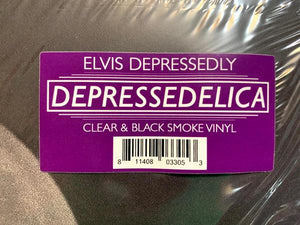 ELVIS DEPRESSEDLY
DEPRESSEDELICA
CLEAR & BLACK SMOKE VINYL
8 11408 03305 3